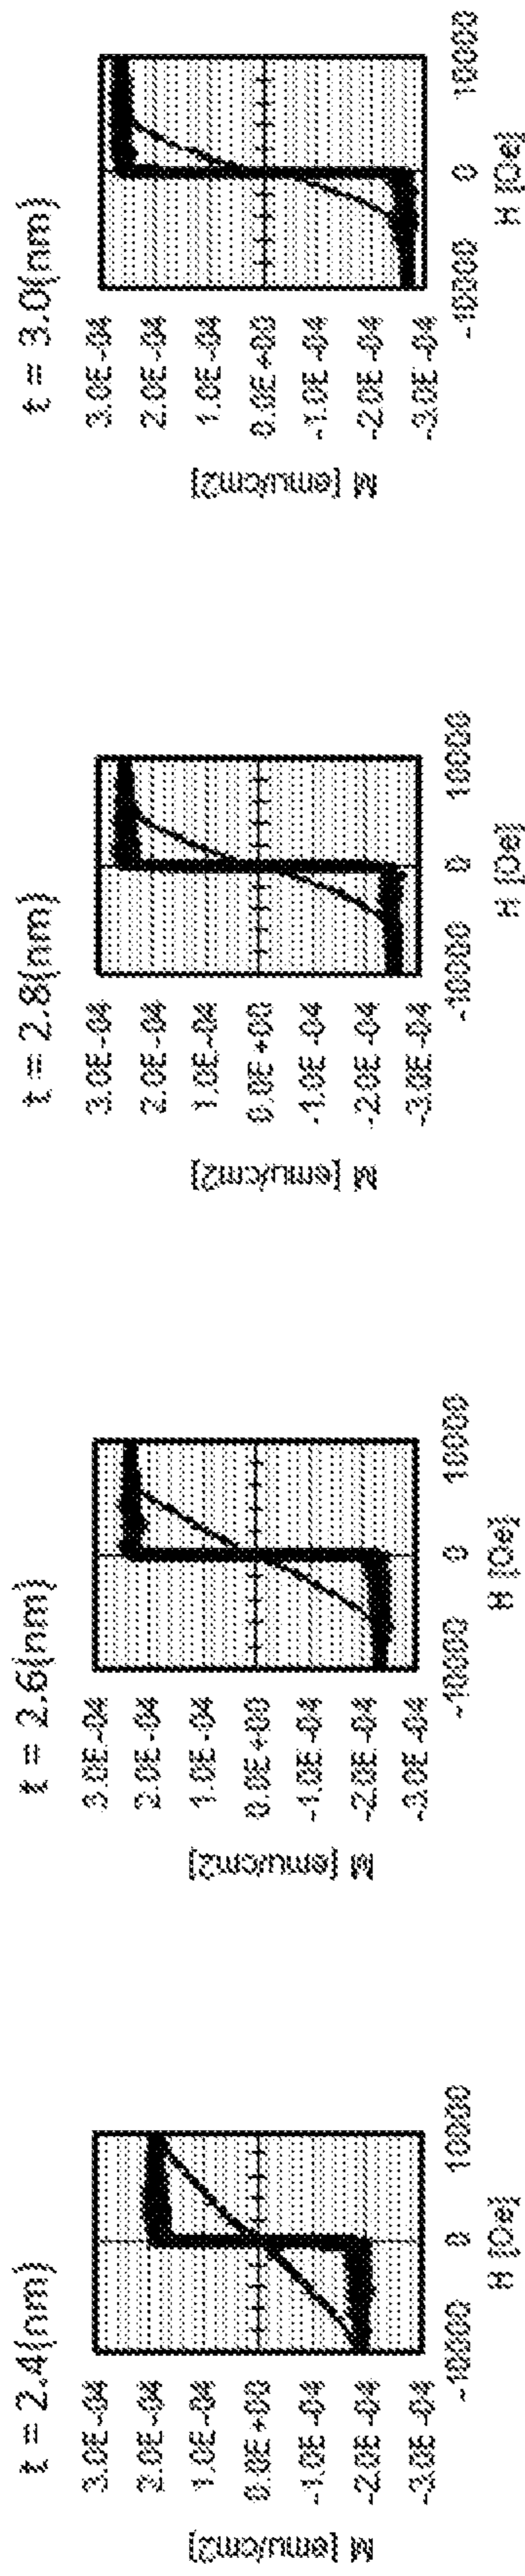 t = 2.4(nm)
M [emu/cm2]
3.0E-04
2.0E-04
1.0E-04
0.0E+00
-1.0E-04
-2.0E-04
-3.0E-04
-10000
0
10000
H [Oe]
t = 2.6(nm)
M [emu/cm2]
3.0E-04
2.0E-04
1.0E-04
0.0E+00
-1.0E-04
-2.0E-04
-3.0E-04
-10000
0
10000
H [Oe]
t = 2.8(nm)
M [emu/cm2]
3.0E-04
2.0E-04
1.0E-04
0.0E+00
-1.0E-04
-2.0E-04
-3.0E-04
-10000
0
10000
H [Oe]
t = 3.0(nm)
M [emu/cm2]
3.0E-04
2.0E-04
1.0E-04
0.0E+00
-1.0E-04
-2.0E-04
-3.0E-04
-10000
0
10000
H [Oe]